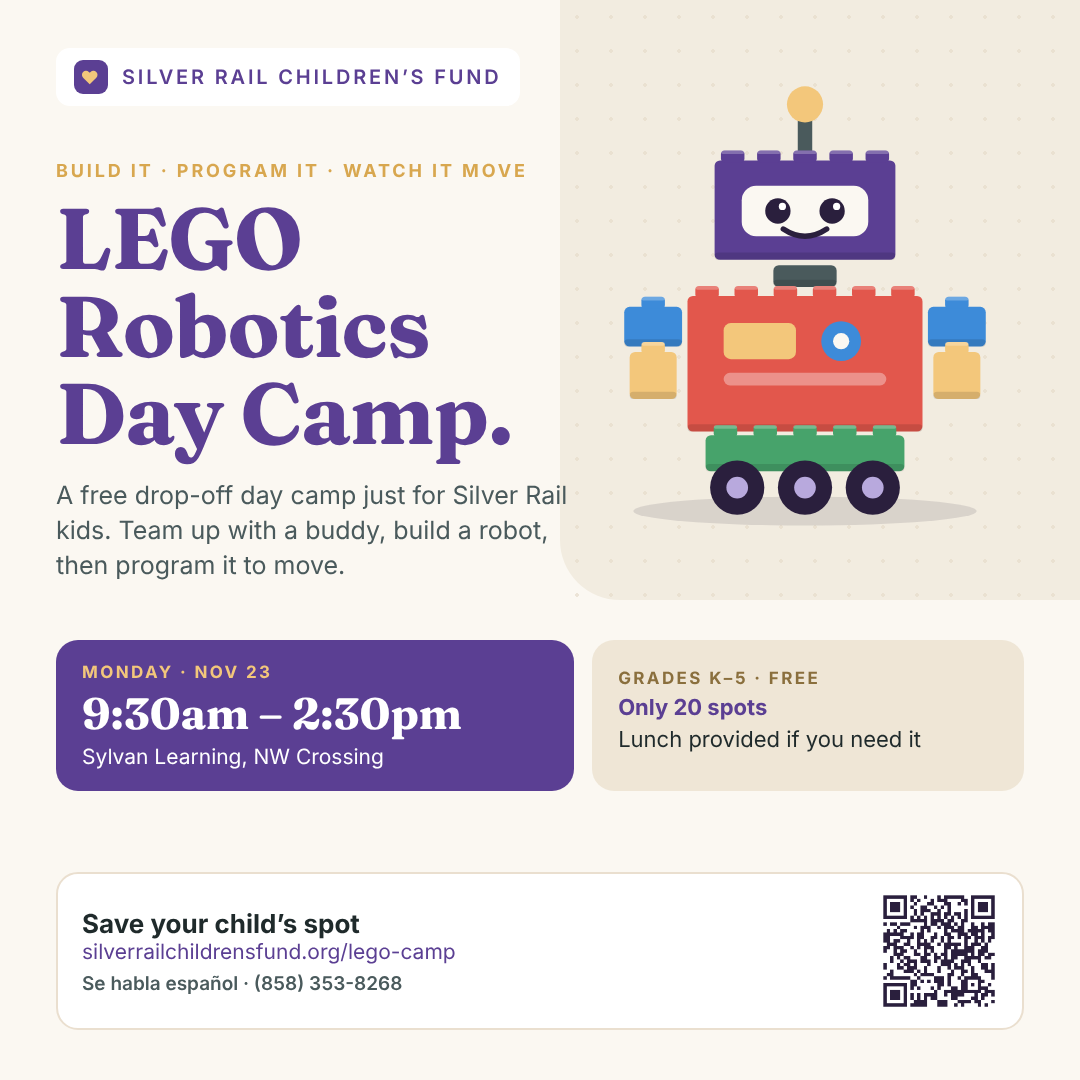 SILVER RAIL CHILDREN’S FUND
BUILD IT · PROGRAM IT · WATCH IT MOVE
LEGO
Robotics
Day Camp.
A free drop-off day camp just for Silver Rail
kids. Team up with a buddy, build a robot,
then program it to move.
MONDAY · NOV 23
9:30am – 2:30pm
Sylvan Learning, NW Crossing
GRADES K–5 · FREE
Only 20 spots
Lunch provided if you need it
Save your child’s spot
silverrailchildrensfund.org/lego-camp
Se habla español · (858) 353-8268